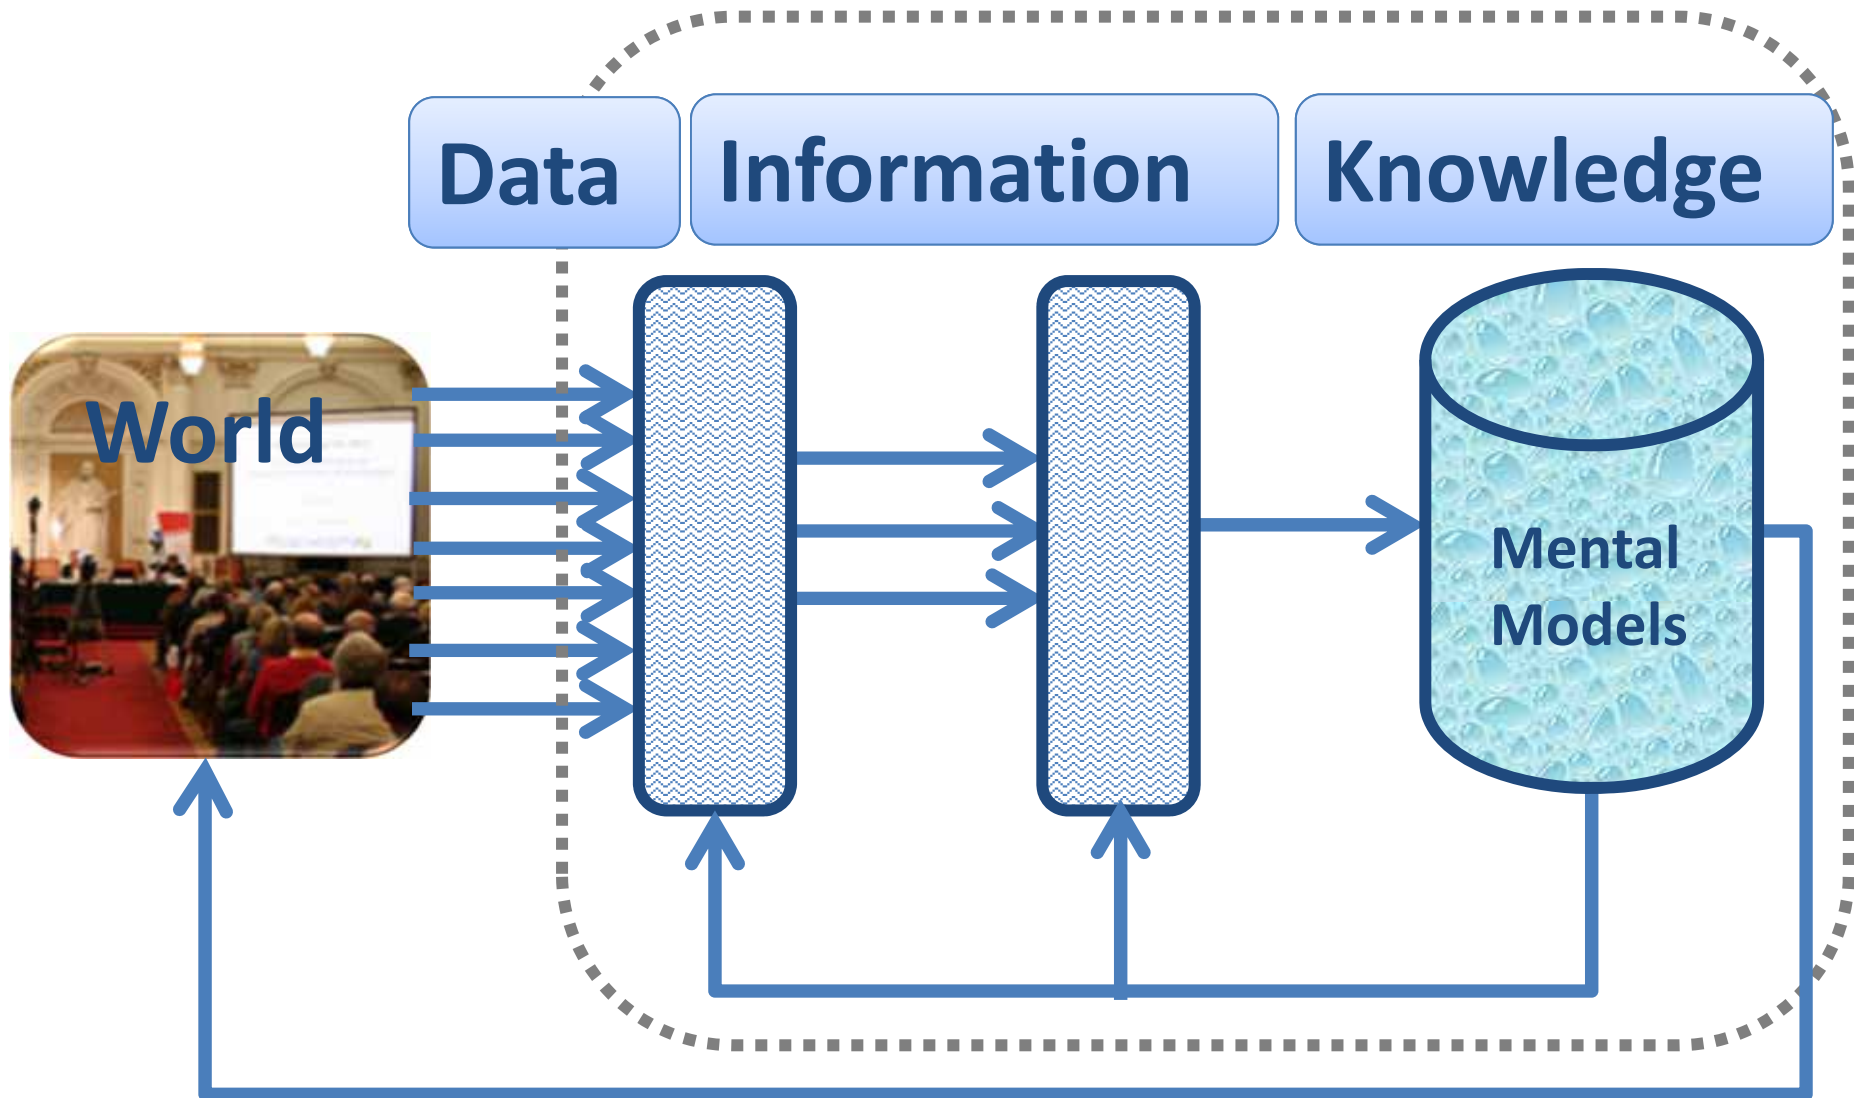 Data
Information
Knowledge
World
Mental
Models